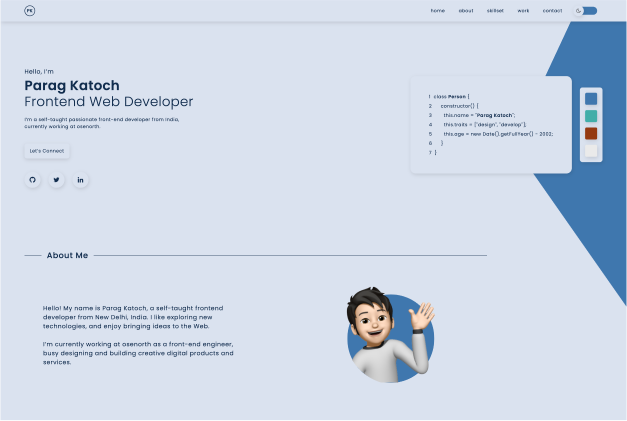 PK
home about skillset work contact
Hello, I'm
Parag Katoch
Frontend Web Developer
I'm a self-taught passionate front-end developer from India,
currently working at osenorth.
Let's Connect
1 class Person {
2 constructor() {
3 this.name = "Parag Katoch";
4 this.traits = ["design", "develop"];
5 this.age = new Date().getFullYear() - 2002;
6 }
7 }
About Me
Hello! My name is Parag Katoch, a self-taught frontend
developer from New Delhi, India. I like exploring new
technologies, and enjoy bringing ideas to the Web.
I'm currently working at osenorth as a front-end engineer,
busy designing and building creative digital products and
services.